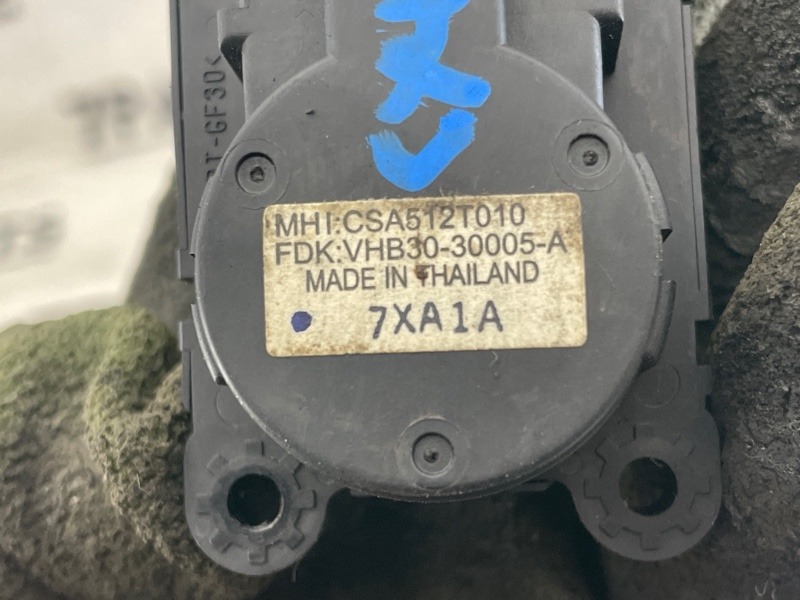 MHI:CSA512T010
FDK:VHB30-30005-A
MADE IN THAILAND
7XA1A